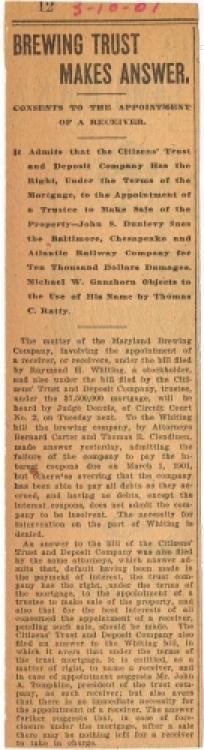 12 3-10-01
BREWING TRUST
MAKES ANSWER.
CONSENTS TO THE APPOINTMENT
OF A RECEIVER.
It Admits that the Citizens' Trust
and Deposit Company Has the
Right, Under the Terms of the
Mortgage, to the Appointment of
a Trustee to Make Sale of the
Property—John S. Dunlevy Sues
the Baltimore, Chesapeake and
Atlantic Railway Company for
Ten Thousand Dollars Damages.
Michael W. Ganzhorn Objects to
the Use of His Name by Thomas
C. Ratty.
The matter of the Maryland Brewing
Company, involving the appointment of
a receiver, or receivers, under the bill filed
by Raymond H. Whiting, a stockholder,
and also under the bill filed by the Citi-
zens' Trust and Deposit Company, trustee,
under the $7,500,000 mortgage, will be
heard by Judge Dennis, of Circuit Court
No. 2, on Tuesday next. To the Whiting
bill the brewing company, by Attorneys
Bernard Carter and Thomas R. Clendinen,
made answer yesterday, admitting the
failure of the company to pay the in-
terest coupons due on March 1, 1901,
but otherwise averring that the company
has been able to pay all debts as they ac-
crued, and having no debts, except the
interest coupons, does not admit the com-
pany to be insolvent. The necessity for
intervention on the part of Whiting is
denied.
An answer to the bill of the Citizens'
Trust and Deposit Company was also filed
by the same attorneys, which answer ad-
mits that, default having been made in
the payment of interest, the trust com-
pany has the right, under the terms of
the mortgage, to the appointment of a
trustee to make sale of the property, and
also that for the best interests of all
concerned the appointment of a receiver,
pending such sale, should be made. The
Citizens' Trust and Deposit Company also
filed an answer to the Whiting bill, in
which it avers that under the terms of
the trust mortgage, it is entitled, as a
matter of right, to name a receiver, and
in case of appointment suggests Mr. John
A. Tompkins, president of the trust com-
pany, as such receiver; but also avers
that there is no immediate necessity for
the appointment of a receiver. The answer
further suggests that, in case of fore-
closure under the mortgage, after a sale
there may be nothing left for a receiver
to take in charge.